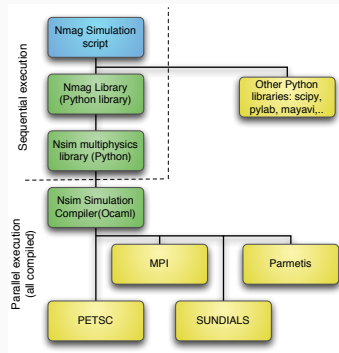 Nmag Simulation
script
Sequential execution
Nmag Library
(Python library)
Other Python
libraries: scipy,
pylab, mayavi,..
Nsim multiphysics
library (Python)
Nsim Simulation
Compiler(Ocaml)
Parallel execution
(all compiled)
MPI
Parmetis
PETSC
SUNDIALS